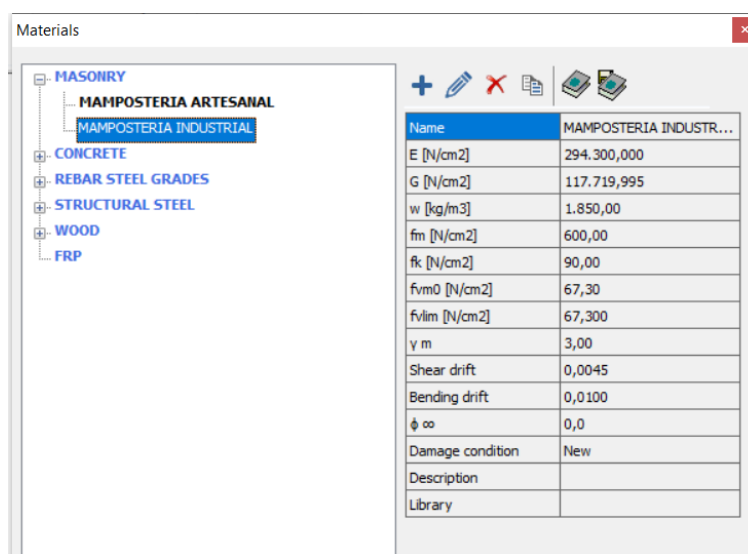 Materials
MASONRY
MAMPOSTERIA ARTESANAL
MAMPOSTERIA INDUSTRIAL
CONCRETE
REBAR STEEL GRADES
STRUCTURAL STEEL
WOOD
FRP
Name MAMPOSTERIA INDUSTR...
E [N/cm2] 294.300,000
G [N/cm2] 117.719,995
w [kg/m3] 1.850,00
fm [N/cm2] 600,00
fk [N/cm2] 90,00
fvm0 [N/cm2] 67,30
fvlim [N/cm2] 67,300
γ m 3,00
Shear drift 0,0045
Bending drift 0,0100
ϕ ∞ 0,0
Damage condition New
Description
Library